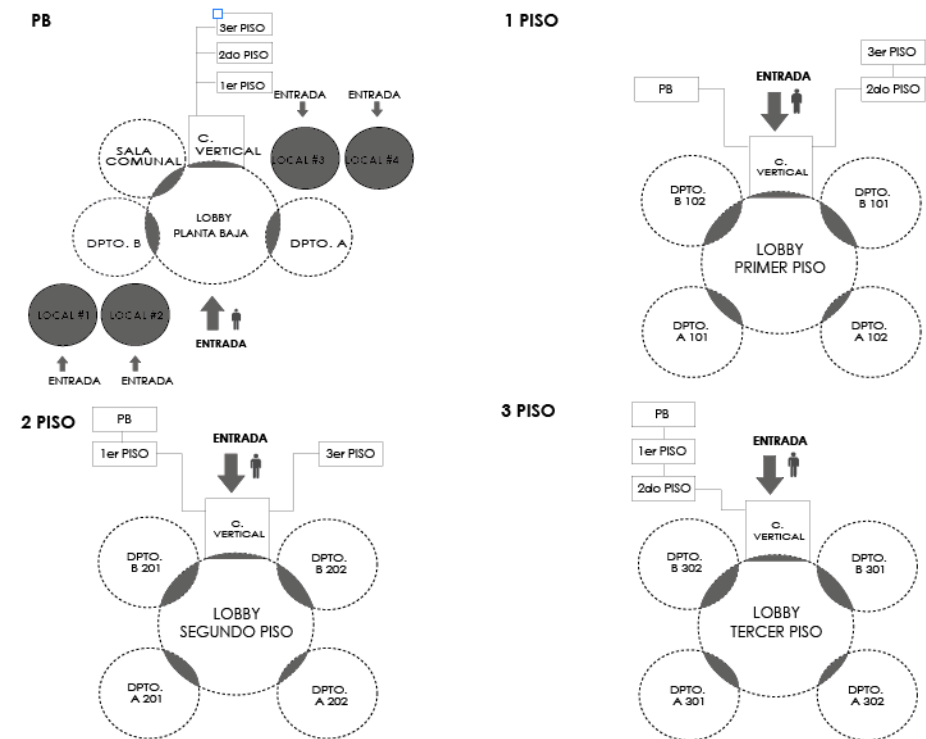 PB
3er PISO
2do PISO
1er PISO
ENTRADA
ENTRADA
SALA
COMUNAL
C.
VERTICAL
LOCAL #3
LOCAL #4
LOBBY
PLANTA BAJA
DPTO. B
DPTO. A
LOCAL #1
LOCAL #2
ENTRADA
ENTRADA
ENTRADA
1 PISO
3er PISO
2do PISO
PB
ENTRADA
C.
VERTICAL
DPTO.
B 102
DPTO.
B 101
LOBBY
PRIMER PISO
DPTO.
A 101
DPTO.
A 102
2 PISO
PB
1er PISO
ENTRADA
3er PISO
C.
VERTICAL
DPTO.
B 201
DPTO.
B 202
LOBBY
SEGUNDO PISO
DPTO.
A 201
DPTO.
A 202
3 PISO
PB
1er PISO
2do PISO
ENTRADA
C.
VERTICAL
DPTO.
B 302
DPTO.
B 301
LOBBY
TERCER PISO
DPTO.
A 301
DPTO.
A 302